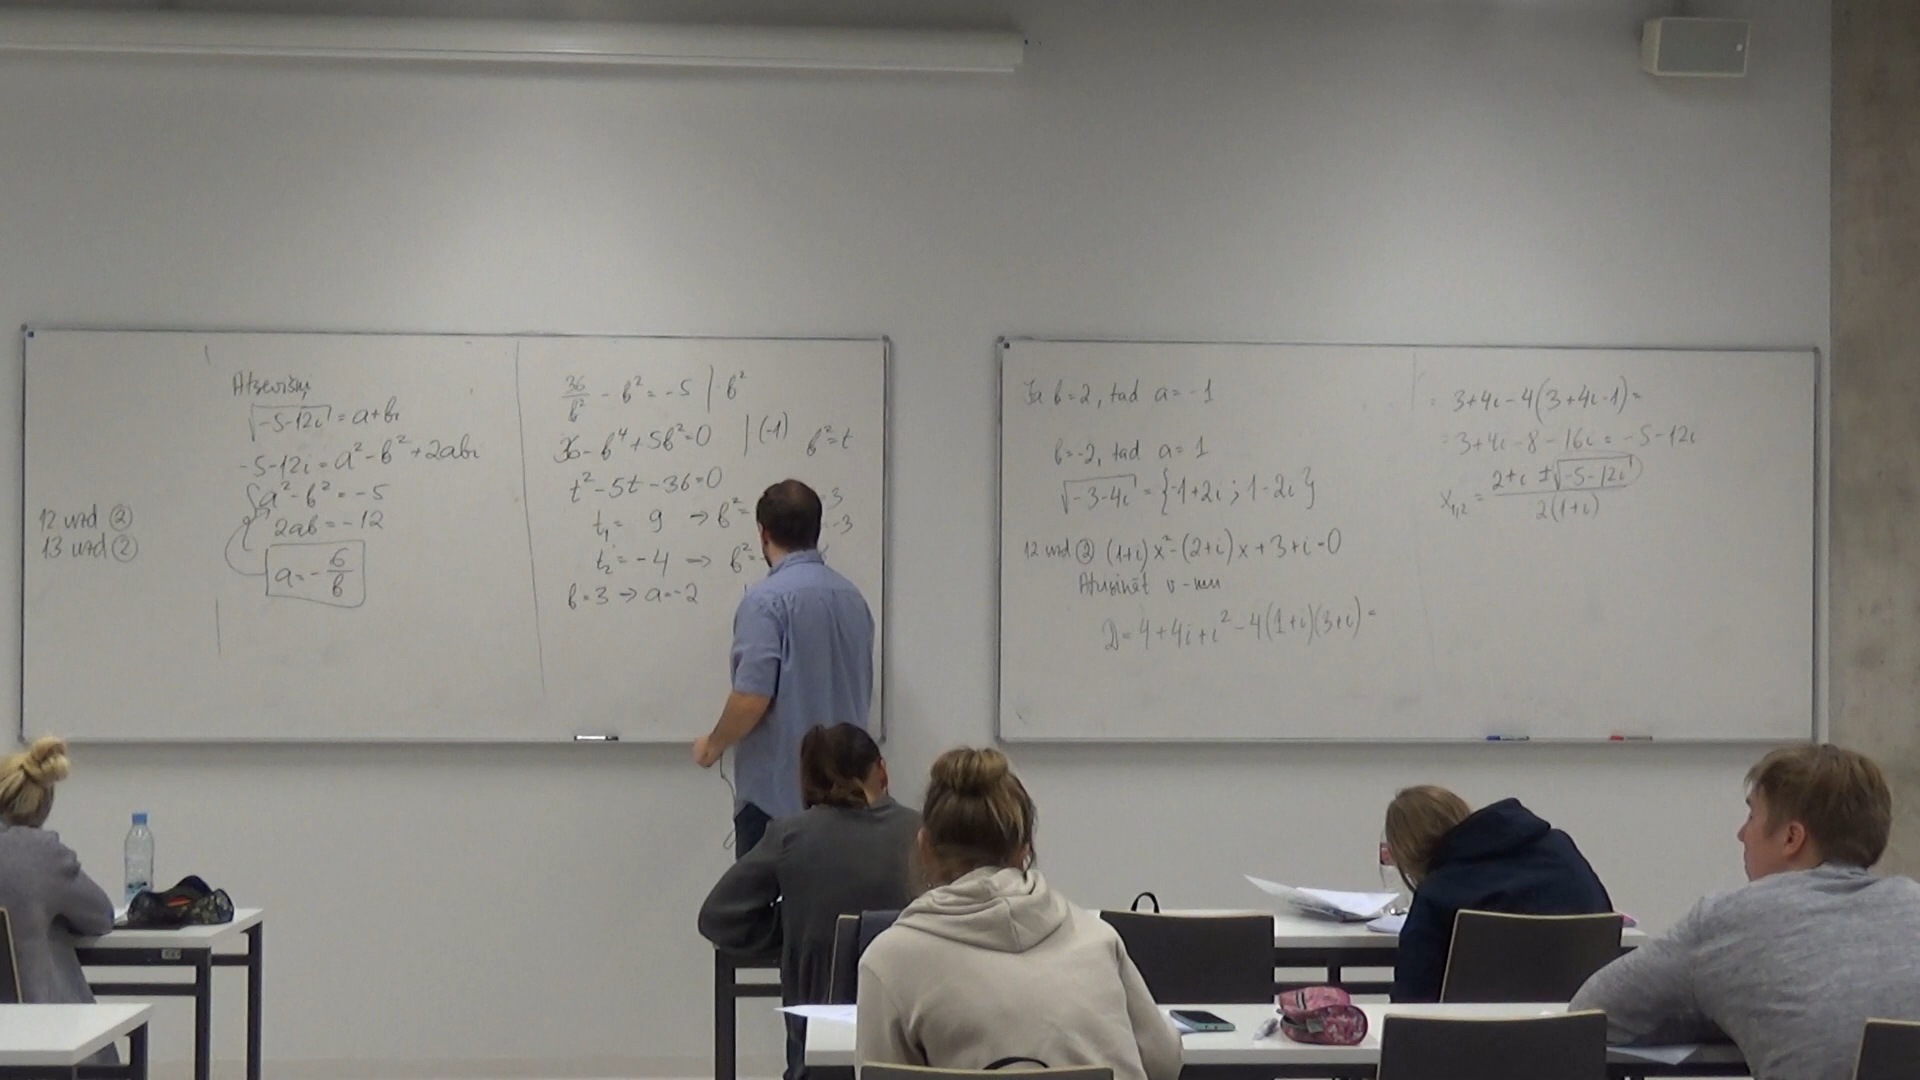 12 uzd ②
13 uzd ②
Atsevišķi
√-5-12i = a+bi
-5-12i = a²-b²+2abi
{a²-b²=-5
2ab=-12
a=-6/b
36/b² - b² = -5 | b²
36-b⁴+5b²=0 | (-1)
b²=t
t²-5t-36=0
t₁= 9 → b²=
t₂= -4 → b²=
b=3 → a=-2
Ja b=2, tad a=-1
b=-2, tad a=1
√-3-4i = {-1+2i ; 1-2i}
12 uzd ② (1+i)x²-(2+i)x+3+i=0
Atrisināt v-mu
D=4+4i+i²-4(1+i)(3+i)=
= 3+4i-4(3+4i-1)=
= 3+4i-8-16i = -5-12i
x₁,₂ = (2+i ±√-5-12i)/2(1+i)